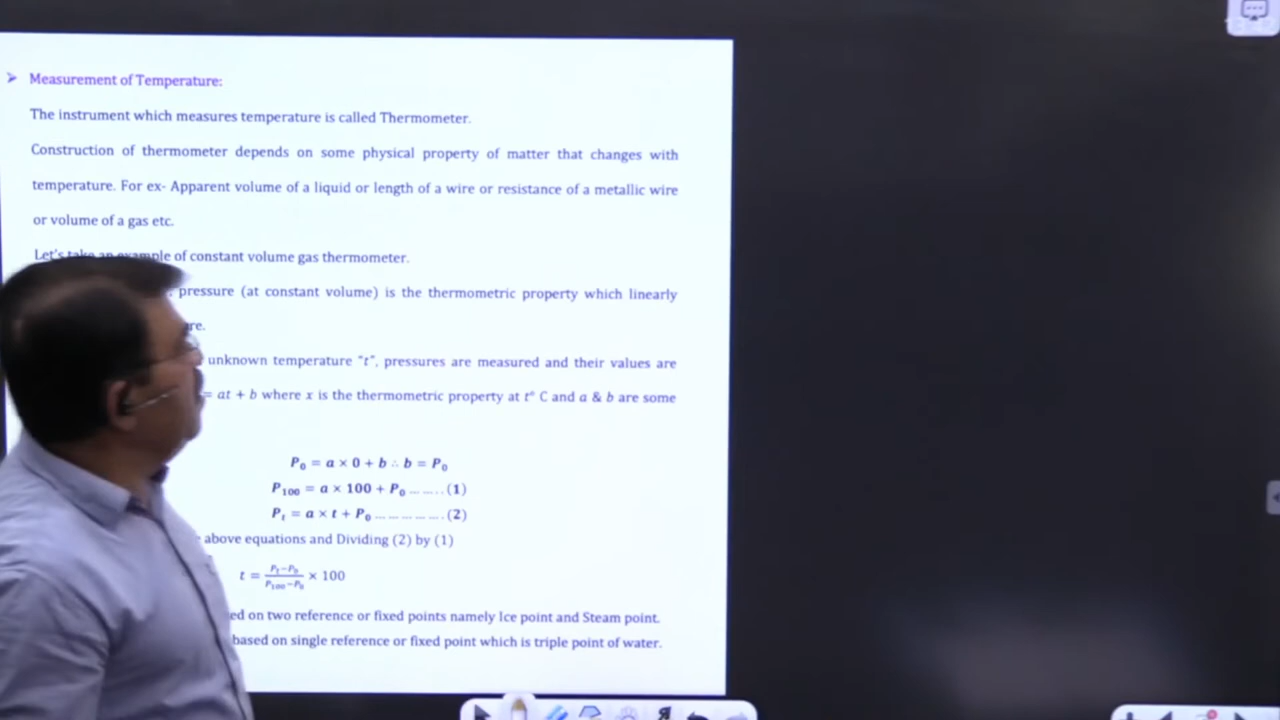 ➤ Measurement of Temperature:
The instrument which measures temperature is called Thermometer.
Construction of thermometer depends on some physical property of matter that changes with
temperature. For ex- Apparent volume of a liquid or length of a wire or resistance of a metallic wire
or volume of a gas etc.
Let's take an example of constant volume gas thermometer.
pressure (at constant volume) is the thermometric property which linearly
unknown temperature "t", pressures are measured and their values are
= at + b where x is the thermometric property at t° C and a & b are some
P₀ = a × 0 + b ∴ b = P₀
P₁₀₀ = a × 100 + P₀ ........ (1)
Pₜ = a × t + P₀ ................ (2)
above equations and Dividing (2) by (1)
t = (Pₜ−P₀)/(P₁₀₀−P₀) × 100
on two reference or fixed points namely Ice point and Steam point.
based on single reference or fixed point which is triple point of water.